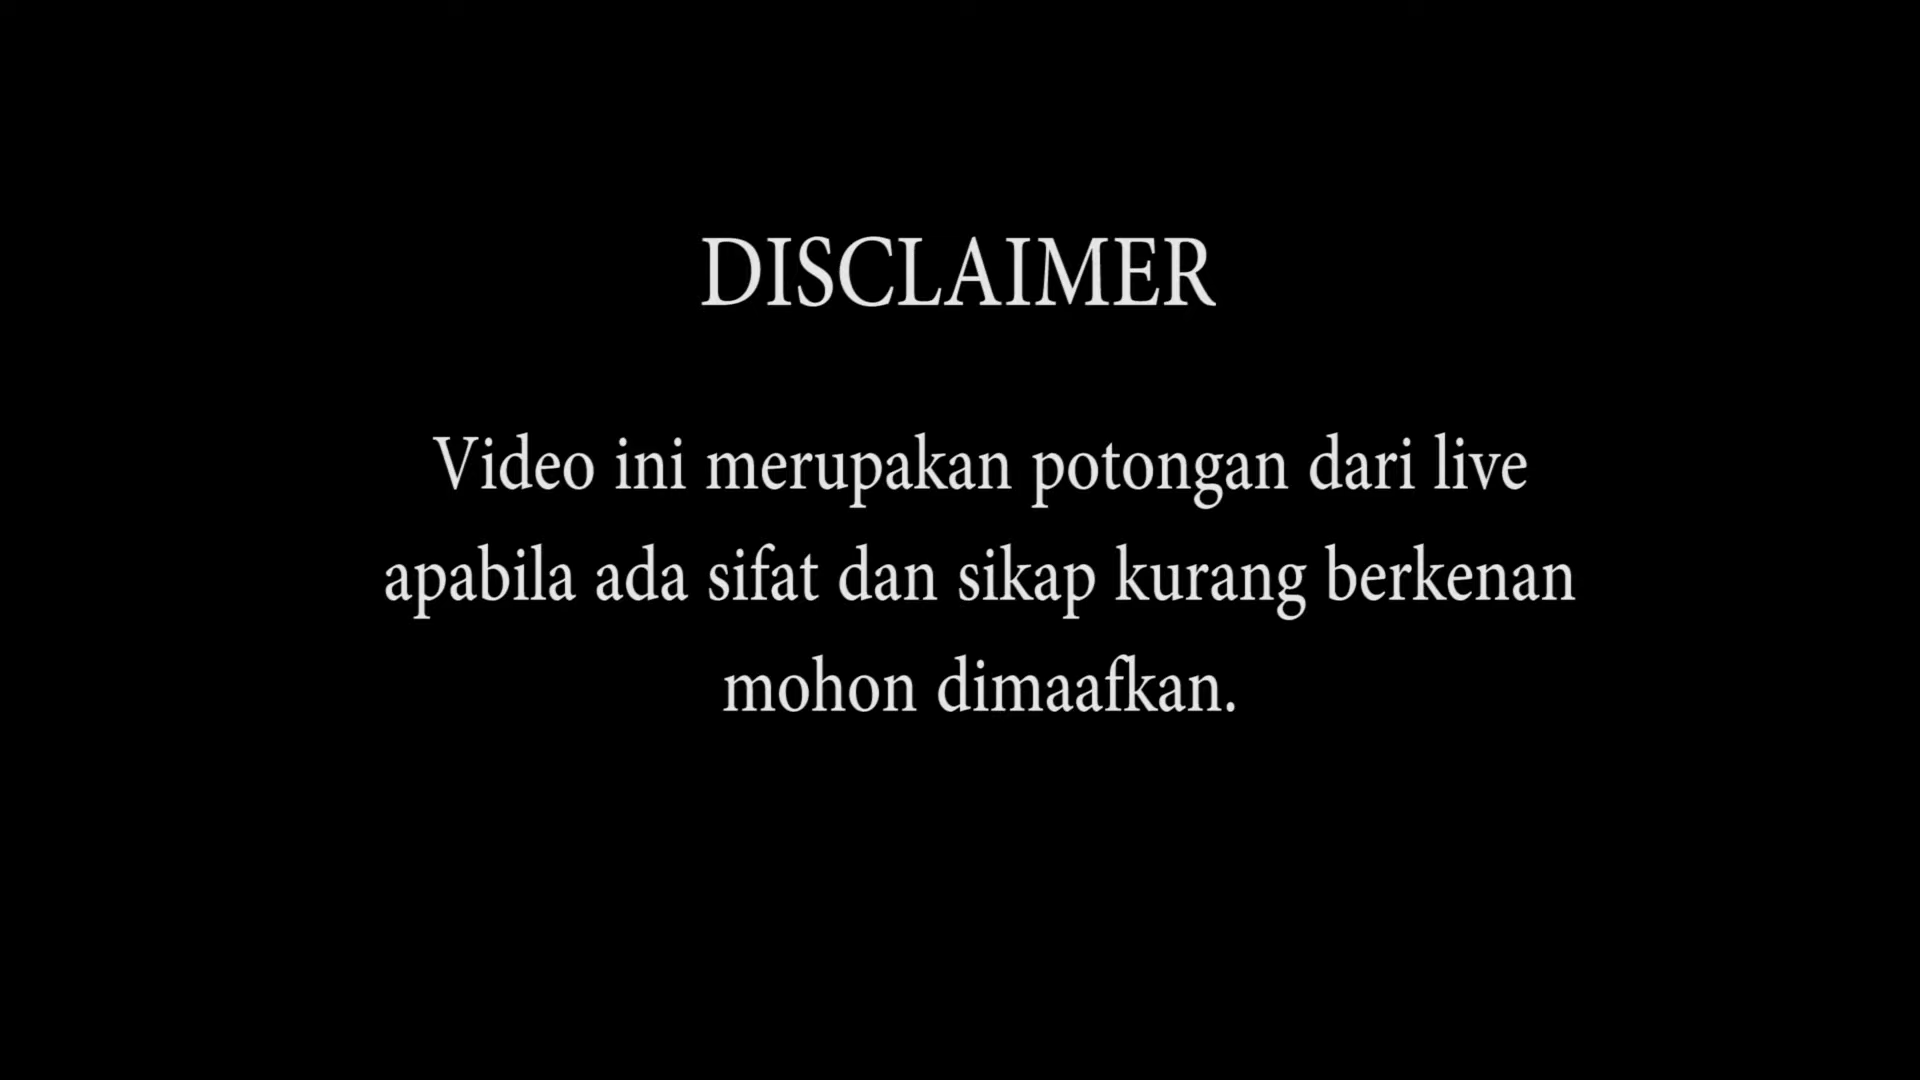 DISCLAIMER
Video ini merupakan potongan dari live
apabila ada sifat dan sikap kurang berkenan
mohon dimaafkan.